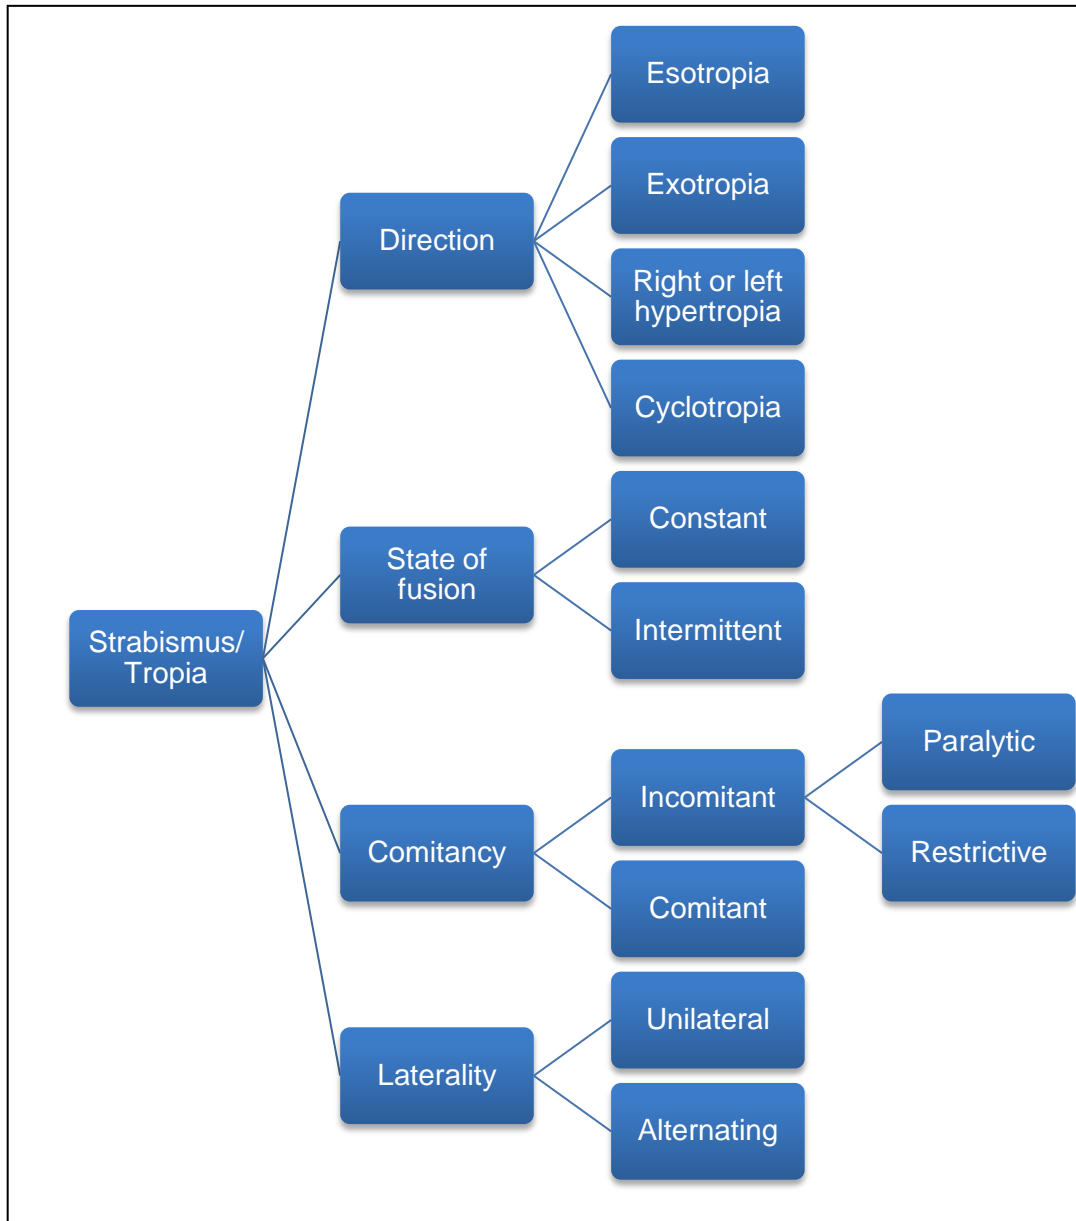 Strabismus/
Tropia
Direction
Esotropia
Exotropia
Right or left
hypertropia
Cyclotropia
State of
fusion
Constant
Intermittent
Comitancy
Incomitant
Paralytic
Restrictive
Comitant
Laterality
Unilateral
Alternating